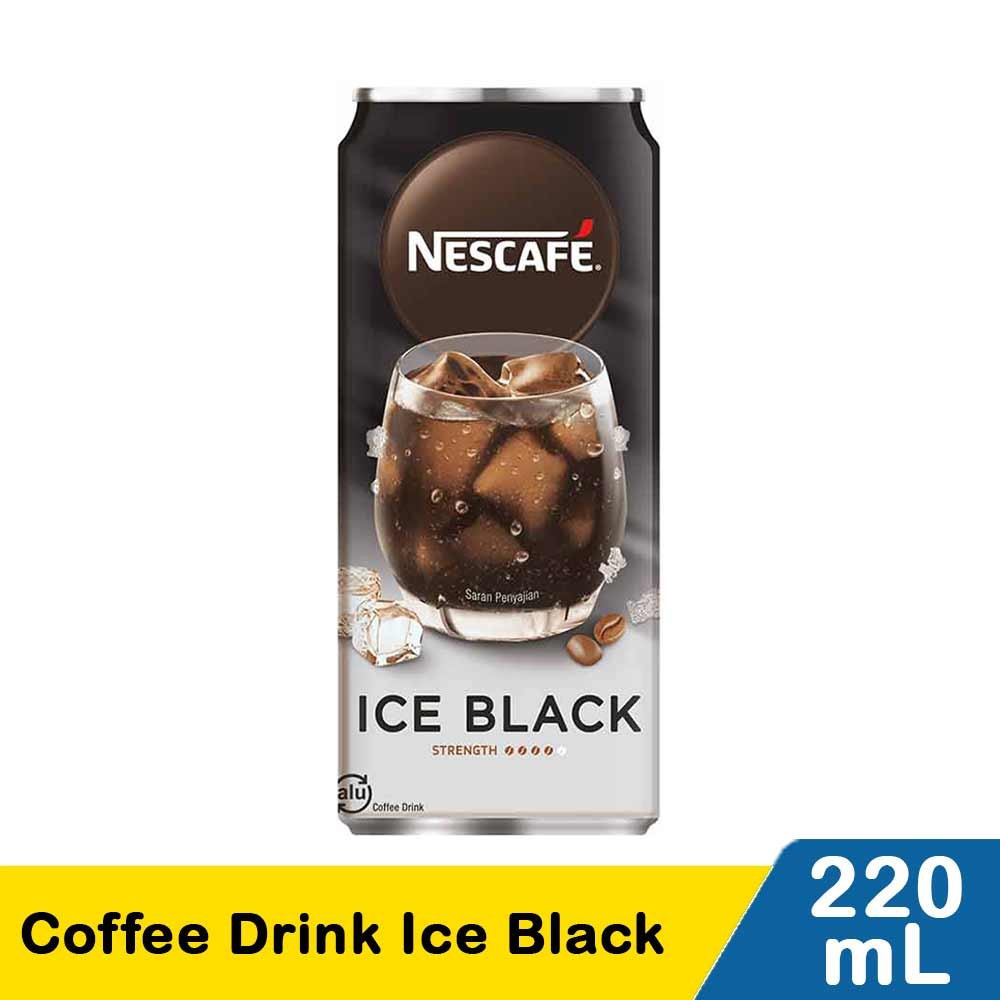 NESCAFÉ®
Saran Penyajian
ICE BLACK
STRENGTH
alu
Coffee Drink
Coffee Drink Ice Black
220
mL